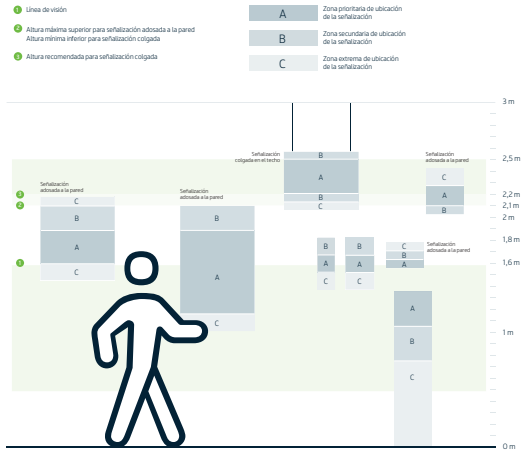 1 Línea de visión
2 Altura máxima superior para señalización adosada a la pared
Altura mínima inferior para señalización colgada
3 Altura recomendada para señalización colgada
A Zona prioritaria de ubicación
de la señalización
B Zona secundaria de ubicación
de la señalización
C Zona extrema de ubicación
de la señalización
3 m
Señalización
colgada en el techo
B
A
B
C
Señalización
adosada a la pared
C
A
B
2,5 m
2,2 m
2,1 m
2 m
1,8 m
1,6 m
1 m
0 m
3
2
1
Señalización
adosada a la pared
C
B
A
C
Señalización
adosada a la pared
B
A
C
B
A
C
B
A
C
C
B
A
Señalización
adosada a la pared
A
B
C